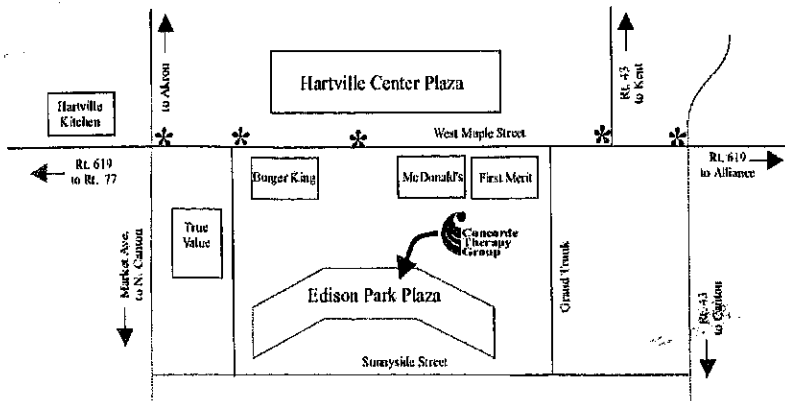 to Akron
Hartville Center Plaza
Rt. 43
to Kent
Hartville
Kitchen
West Maple Street
Rt. 619
to Rt. 77
Burger King
McDonald's
First Merit
Rt. 619
to Alliance
True
Value
Concorde
Therapy
Group
Market Ave.
to N. Canton
Edison Park Plaza
Grand Trunk
Rt. 43
to Canton
Sunnyside Street